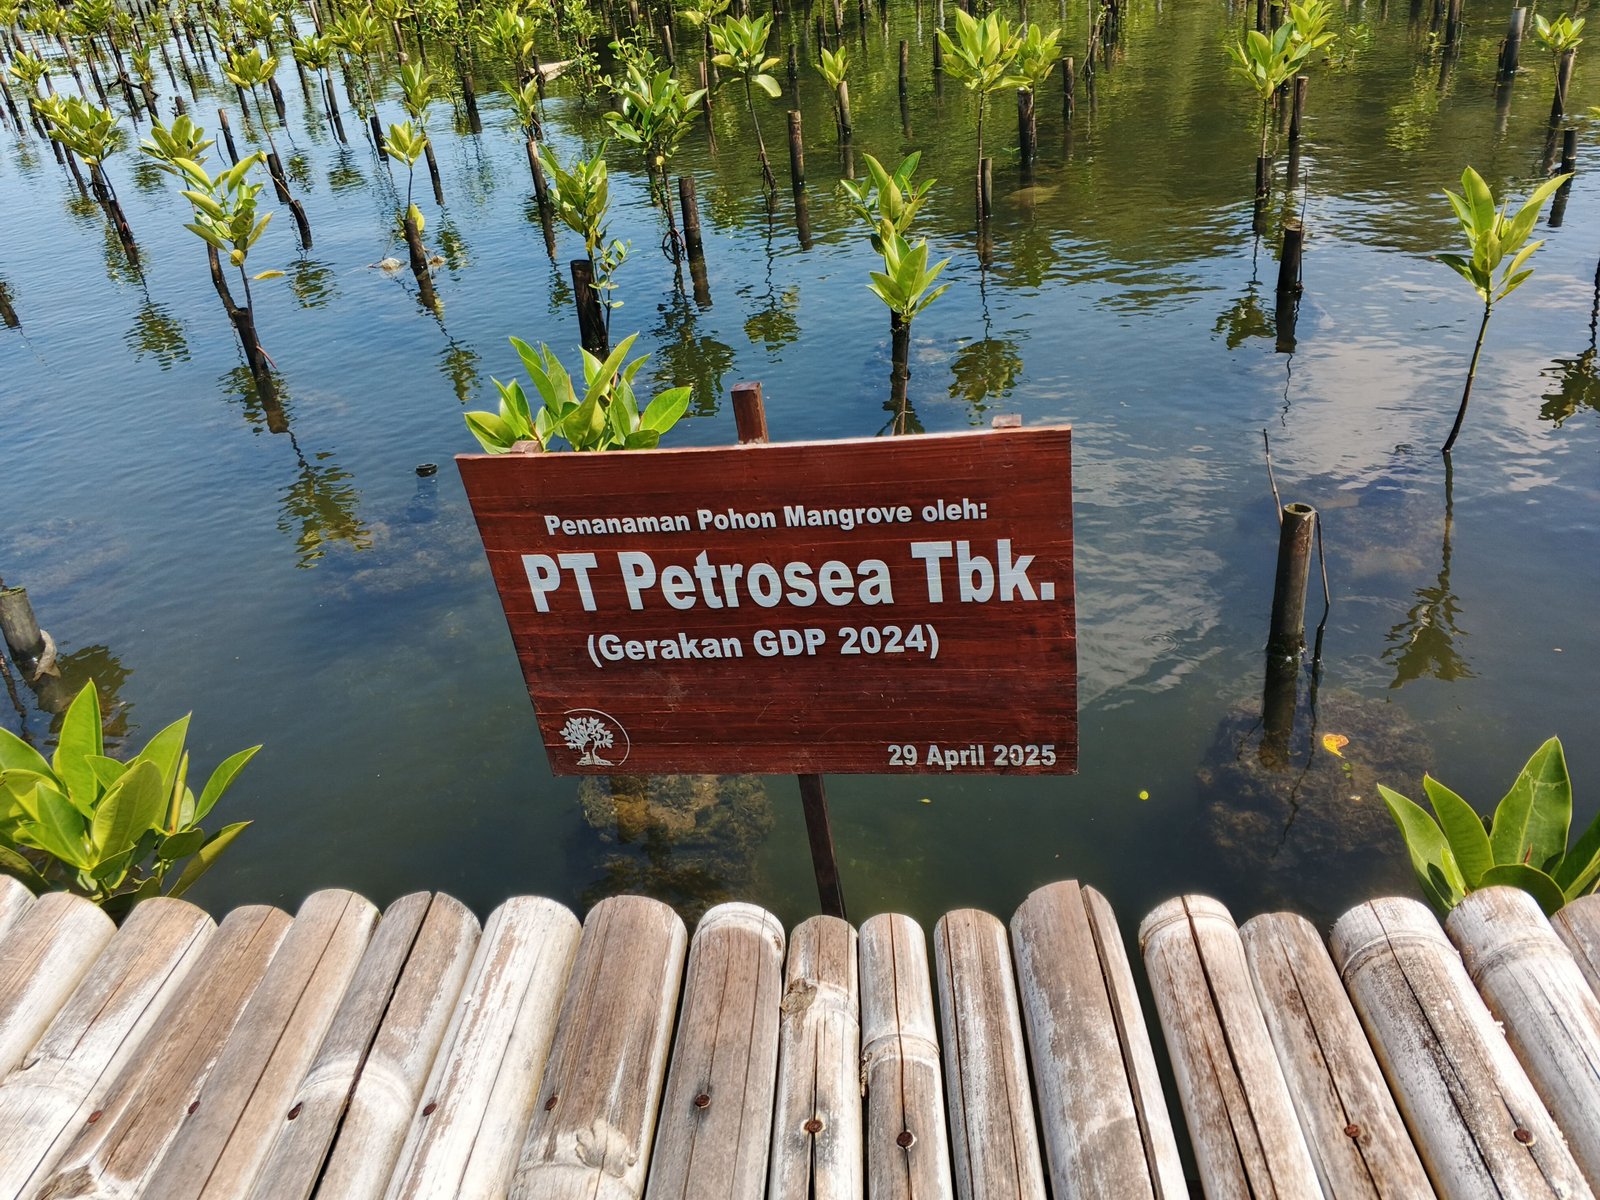 Penanaman Pohon Mangrove oleh:
PT Petrosea Tbk.
(Gerakan GDP 2024)
29 April 2025